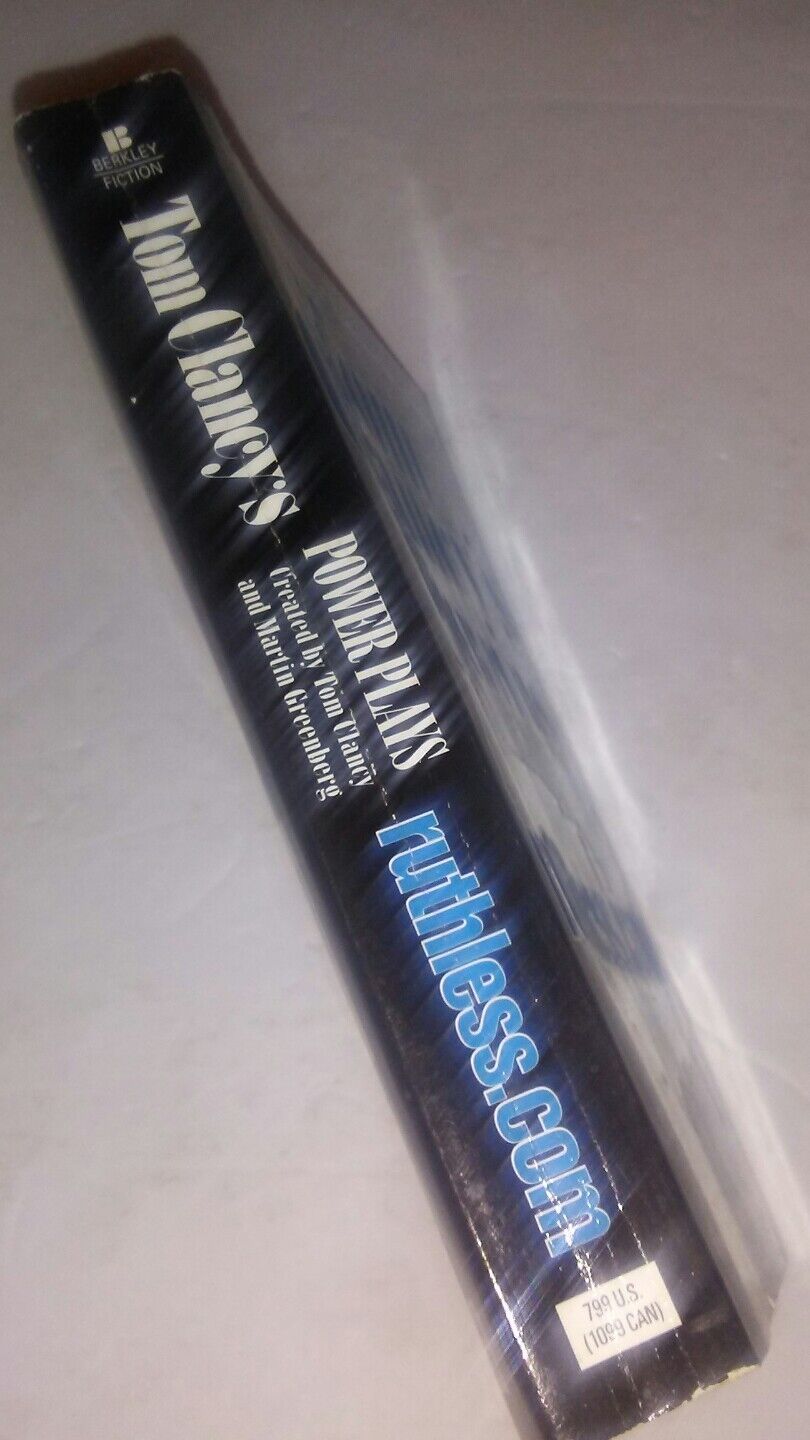 B
BERKLEY
FICTION
Tom Clancy's
POWER PLAYS
Created by Tom Clancy
and Martin Greenberg
ruthless.com
7.99 U.S.
(10.99 CAN)